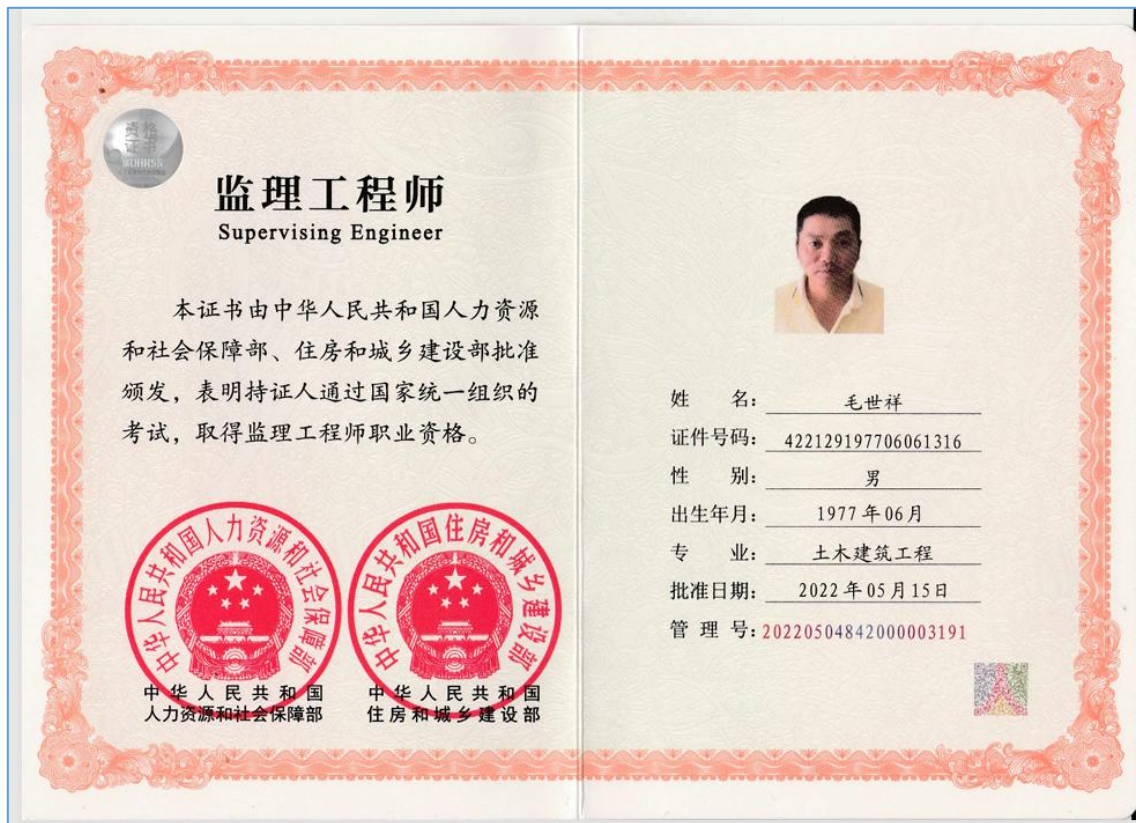 资格
证书
MOHRSS
监理工程师
Supervising Engineer
本证书由中华人民共和国人力资源
和社会保障部、住房和城乡建设部批准
颁发，表明持证人通过国家统一组织的
考试，取得监理工程师职业资格。
中华人民共和国人力资源和社会保障部
中华人民共和国住房和城乡建设部
中华人民共和国
人力资源和社会保障部
中华人民共和国
住房和城乡建设部
姓 名： 毛世祥
证件号码： 422129197706061316
性 别： 男
出生年月： 1977年06月
专 业： 土木建筑工程
批准日期： 2022年05月15日
管 理 号：20220504842000003191